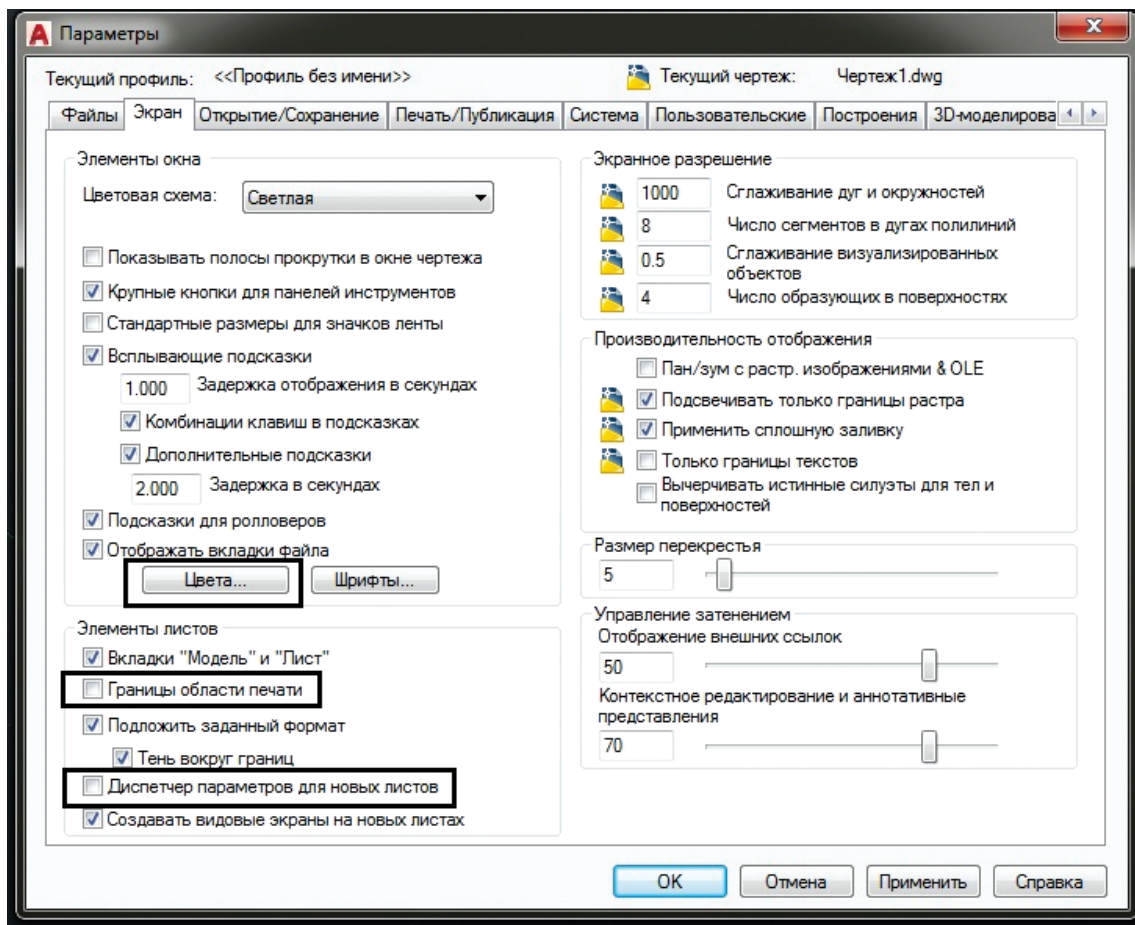 Параметры
Текущий профиль: <<Профиль без имени>> Текущий чертеж: Чертеж1.dwg
Файлы Экран Открытие/Сохранение Печать/Публикация Система Пользовательские Построения 3D-моделирова
Элементы окна
Цветовая схема: Светлая
Показывать полосы прокрутки в окне чертежа
Крупные кнопки для панелей инструментов
Стандартные размеры для значков ленты
Всплывающие подсказки
1.000 Задержка отображения в секундах
Комбинации клавиш в подсказках
Дополнительные подсказки
2.000 Задержка в секундах
Подсказки для ролловеров
Отображать вкладки файла
Цвета... Шрифты...
Элементы листов
Вкладки "Модель" и "Лист"
Границы области печати
Подложить заданный формат
Тень вокруг границ
Диспетчер параметров для новых листов
Создавать видовые экраны на новых листах
Экранное разрешение
1000 Сглаживание дуг и окружностей
8 Число сегментов в дугах полилиний
0.5 Сглаживание визуализированных
объектов
4 Число образующих в поверхностях
Производительность отображения
Пан/зум с растр. изображениями & OLE
Подсвечивать только границы растра
Применить сплошную заливку
Только границы текстов
Вычерчивать истинные силуэты для тел и
поверхностей
Размер перекрестья
5
Управление затенением
Отображение внешних ссылок
50
Контекстное редактирование и аннотативные
представления
70
OK Отмена Применить Справка